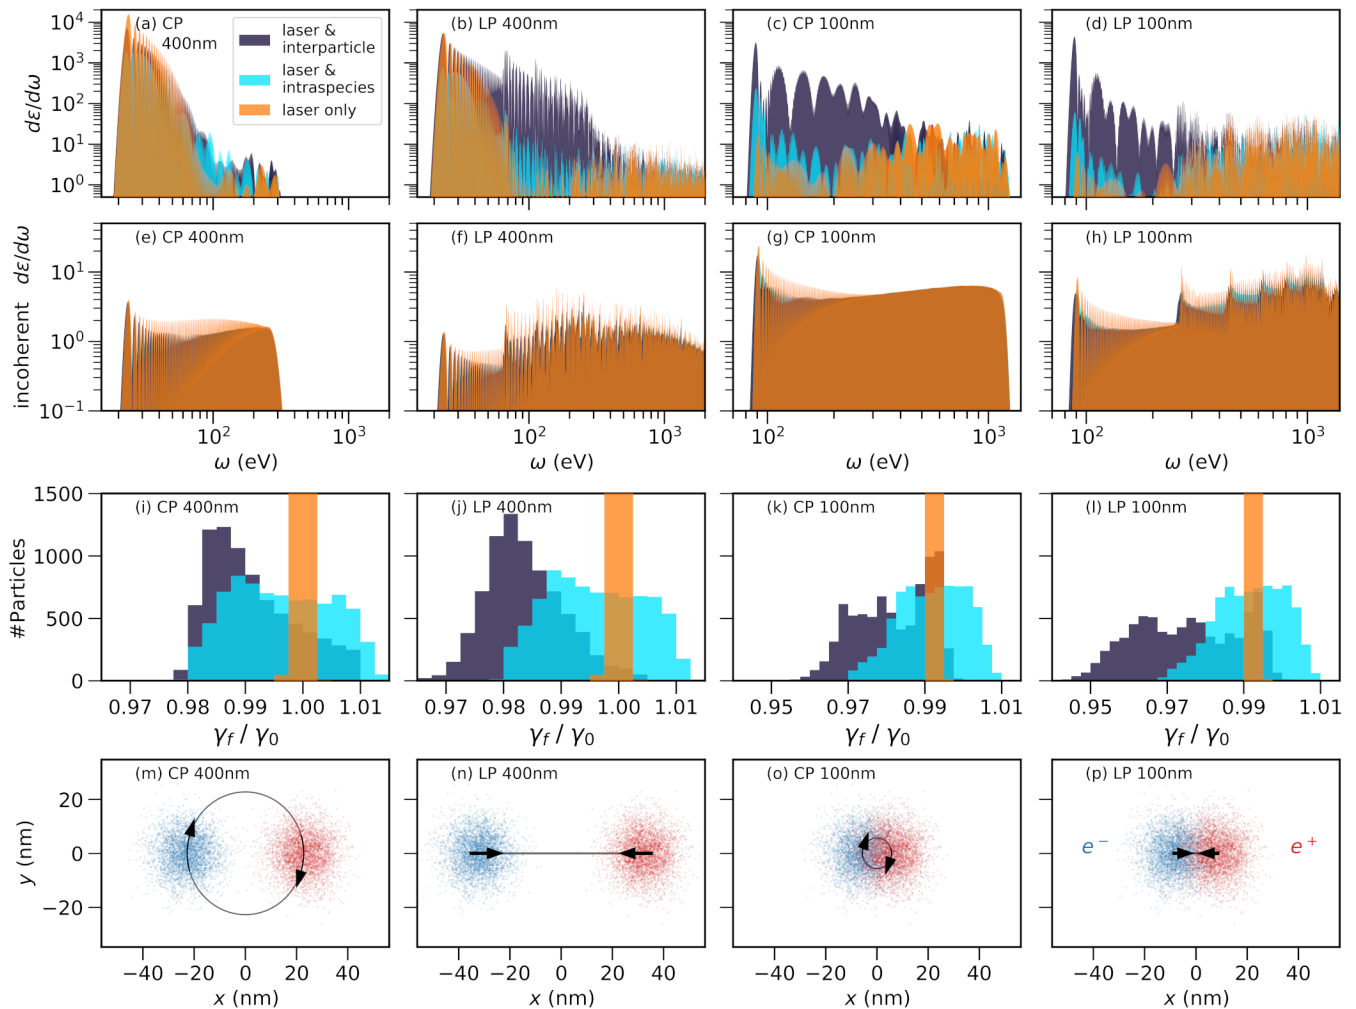 (a) CP
400nm
laser &
interparticle
laser &
intraspecies
laser only
(b) LP 400nm
(c) CP 100nm
(d) LP 100nm
dε/dω
10⁴
10³
10²
10¹
10⁰
(e) CP 400nm
(f) LP 400nm
(g) CP 100nm
(h) LP 100nm
incoherent dε/dω
10¹
10⁰
10⁻¹
10² 10³
10² 10³
10² 10³
10² 10³
ω (eV)
ω (eV)
ω (eV)
ω (eV)
(i) CP 400nm
(j) LP 400nm
(k) CP 100nm
(l) LP 100nm
#Particles
1500
1000
500
0
0.97 0.98 0.99 1.00 1.01
0.97 0.98 0.99 1.00 1.01
0.95 0.97 0.99 1.01
0.95 0.97 0.99 1.01
γf / γ0
γf / γ0
γf / γ0
γf / γ0
(m) CP 400nm
(n) LP 400nm
(o) CP 100nm
(p) LP 100nm
y (nm)
20
0
−20
e⁻
e⁺
−40 −20 0 20 40
−40 −20 0 20 40
−40 −20 0 20 40
−40 −20 0 20 40
x (nm)
x (nm)
x (nm)
x (nm)